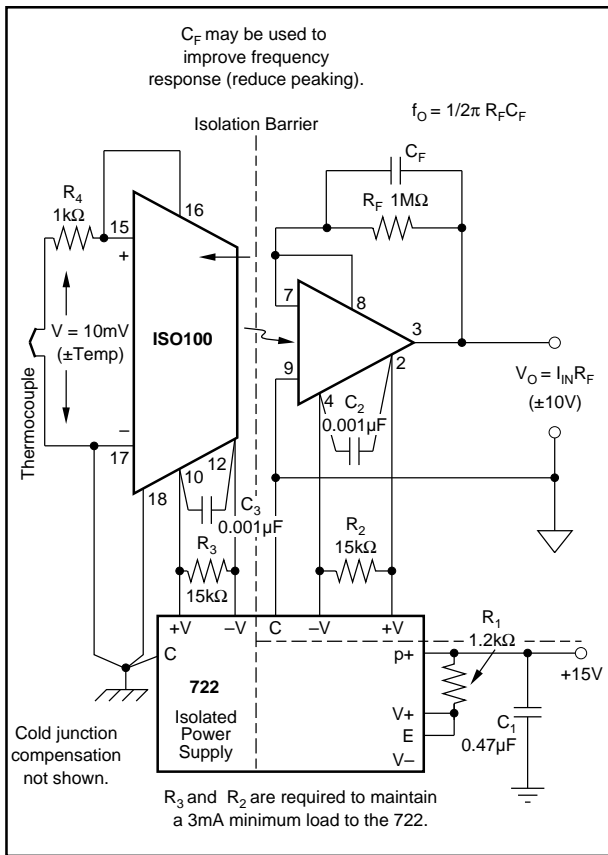 C_F may be used to
improve frequency
response (reduce peaking).
f_O = 1/2π R_FC_F
Isolation Barrier
C_F
R_F 1MΩ
R_4
1kΩ
15
16
+
7
8
V = 10mV
(±Temp)
ISO100
3
9
2
V_O = I_INR_F
(±10V)
Thermocouple
–
17
4
C_2
0.001µF
18
10
12
C_3
0.001µF
R_3
15kΩ
R_2
15kΩ
+V
–V
C
–V
+V
R_1
1.2kΩ
C
p+
+15V
722
Isolated
Power
Supply
V+
E
V–
C_1
0.47µF
Cold junction
compensation
not shown.
R_3 and R_2 are required to maintain
a 3mA minimum load to the 722.